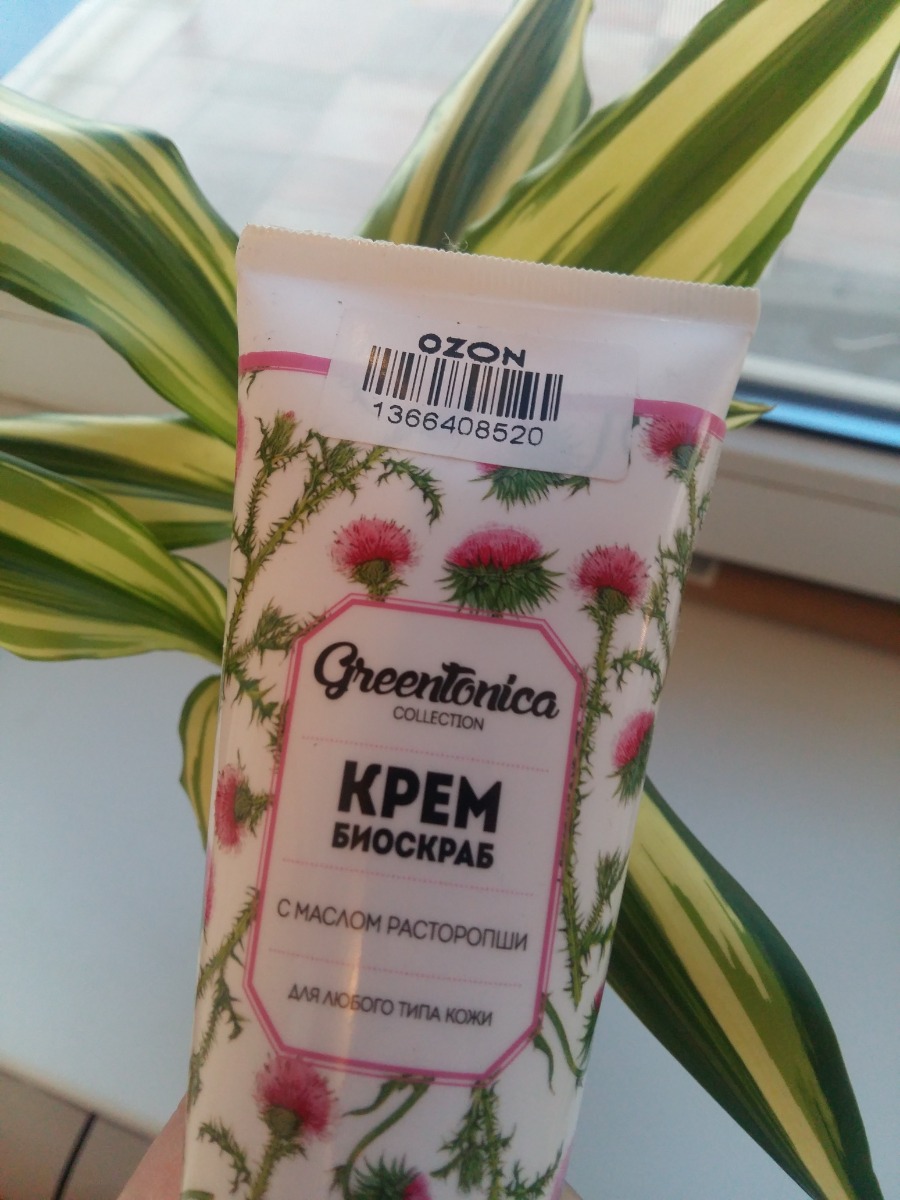 OZON
1366408520
Greentonica
COLLECTION
КРЕМ
БИОСКРАБ
С МАСЛОМ РАСТОРОПШИ
ДЛЯ ЛЮБОГО ТИПА КОЖИ